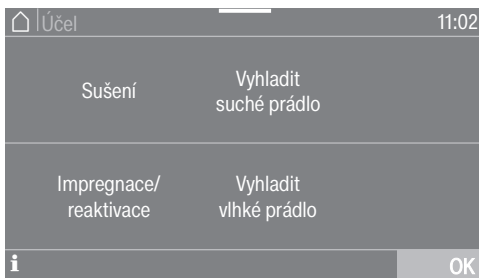 Účel
11:02
Sušení
Vyhladit
suché prádlo
Impregnace/
reaktivace
Vyhladit
vlhké prádlo
i
OK